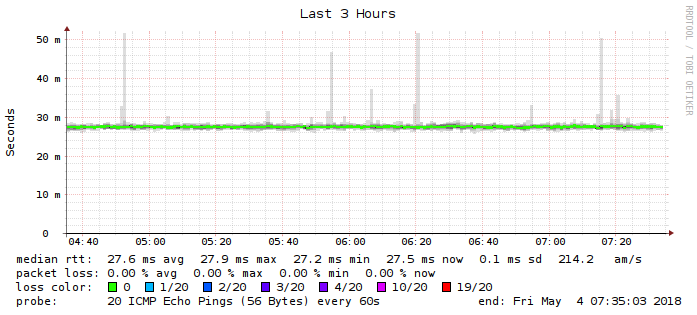 Last 3 Hours
RRDTOOL / TOBI OETIKER
Seconds
50 m
40 m
30 m
20 m
10 m
0
04:40 05:00 05:20 05:40 06:00 06:20 06:40 07:00 07:20
median rtt: 27.6 ms avg 27.9 ms max 27.2 ms min 27.5 ms now 0.1 ms sd 214.2 am/s
packet loss: 0.00 % avg 0.00 % max 0.00 % min 0.00 % now
loss color: 0 1/20 2/20 3/20 4/20 10/20 19/20
probe: 20 ICMP Echo Pings (56 Bytes) every 60s end: Fri May 4 07:35:03 2018